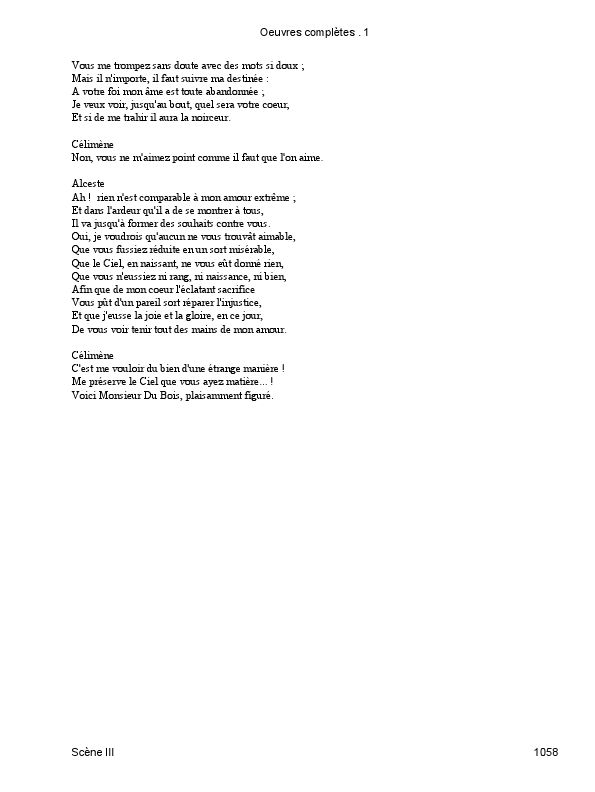 Oeuvres complètes . 1
Vous me trompez sans doute avec des mots si doux ;
Mais il n'importe, il faut suivre ma destinée :
A votre foi mon âme est toute abandonnée ;
Je veux voir, jusqu'au bout, quel sera votre coeur,
Et si de me trahir il aura la noirceur.
Célimène
Non, vous ne m'aimez point comme il faut que l'on aime.
Alceste
Ah !  rien n'est comparable à mon amour extrême ;
Et dans l'ardeur qu'il a de se montrer à tous,
Il va jusqu'à former des souhaits contre vous.
Oui, je voudrois qu'aucun ne vous trouvât aimable,
Que vous fussiez réduite en un sort misérable,
Que le Ciel, en naissant, ne vous eût donné rien,
Que vous n'eussiez ni rang, ni naissance, ni bien,
Afin que de mon coeur l'éclatant sacrifice
Vous pût d'un pareil sort réparer l'injustice,
Et que j'eusse la joie et la gloire, en ce jour,
De vous voir tenir tout des mains de mon amour.
Célimène
C'est me vouloir du bien d'une étrange manière !
Me préserve le Ciel que vous ayez matière... !
Voici Monsieur Du Bois, plaisamment figuré.
Scène III
1058